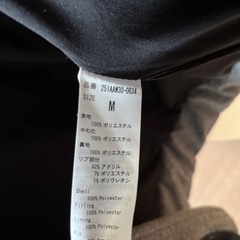 品番 251AAM30-0634
SIZE
M
表地
100% ポリエステル
中わた
100% ポリエステル
裏地
100% ポリエステル
リブ部分
92% アクリル
7% ポリエステル
1% ポリウレタン
Shell
100% Polyester
Filling
100% Polyester
Lining
100% Polyester